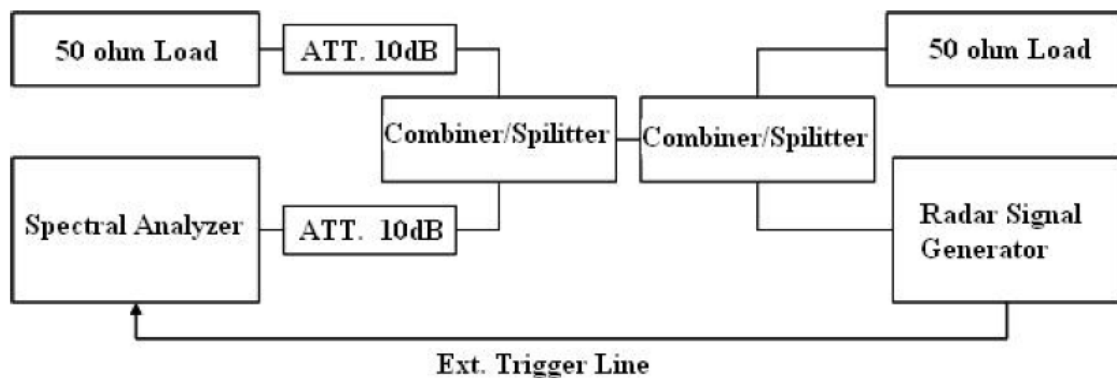 50 ohm Load
ATT. 10dB
50 ohm Load
Combiner/Spilitter
Combiner/Spilitter
Spectral Analyzer
ATT. 10dB
Radar Signal
Generator
Ext. Trigger Line